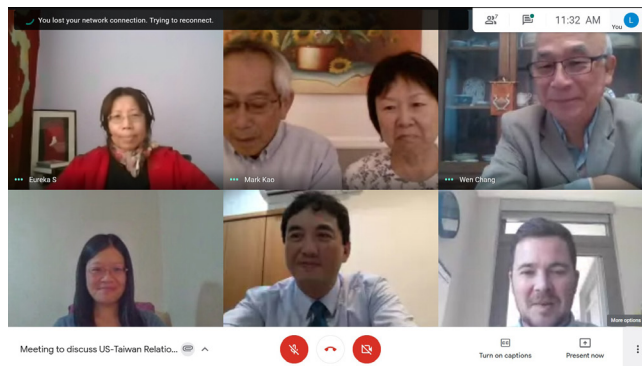 You lost your network connection. Trying to reconnect.
7
11:32 AM
You
L
Eureka S
Mark Kao
Wen Chang
More options
Meeting to discuss US-Taiwan Relatio...
CC
Turn on captions
Present now